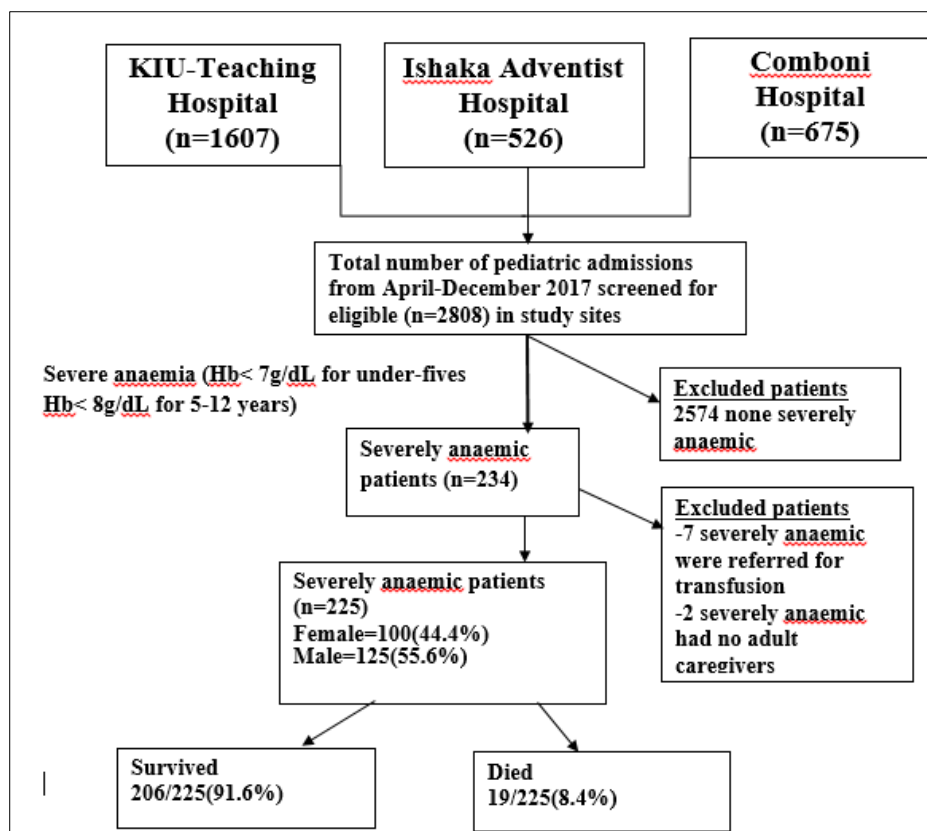 KIU-Teaching
Hospital
(n=1607)
Ishaka Adventist
Hospital
(n=526)
Comboni
Hospital
(n=675)
Total number of pediatric admissions
from April-December 2017 screened for
eligible (n=2808) in study sites
Severe anaemia (Hb< 7g/dL for under-fives
Hb< 8g/dL for 5-12 years)
Excluded patients
2574 none severely
anaemic
Severely anaemic
patients (n=234)
Excluded patients
-7 severely anaemic
were referred for
transfusion
-2 severely anaemic
had no adult
caregivers
Severely anaemic patients
(n=225)
Female=100(44.4%)
Male=125(55.6%)
Survived
206/225(91.6%)
Died
19/225(8.4%)